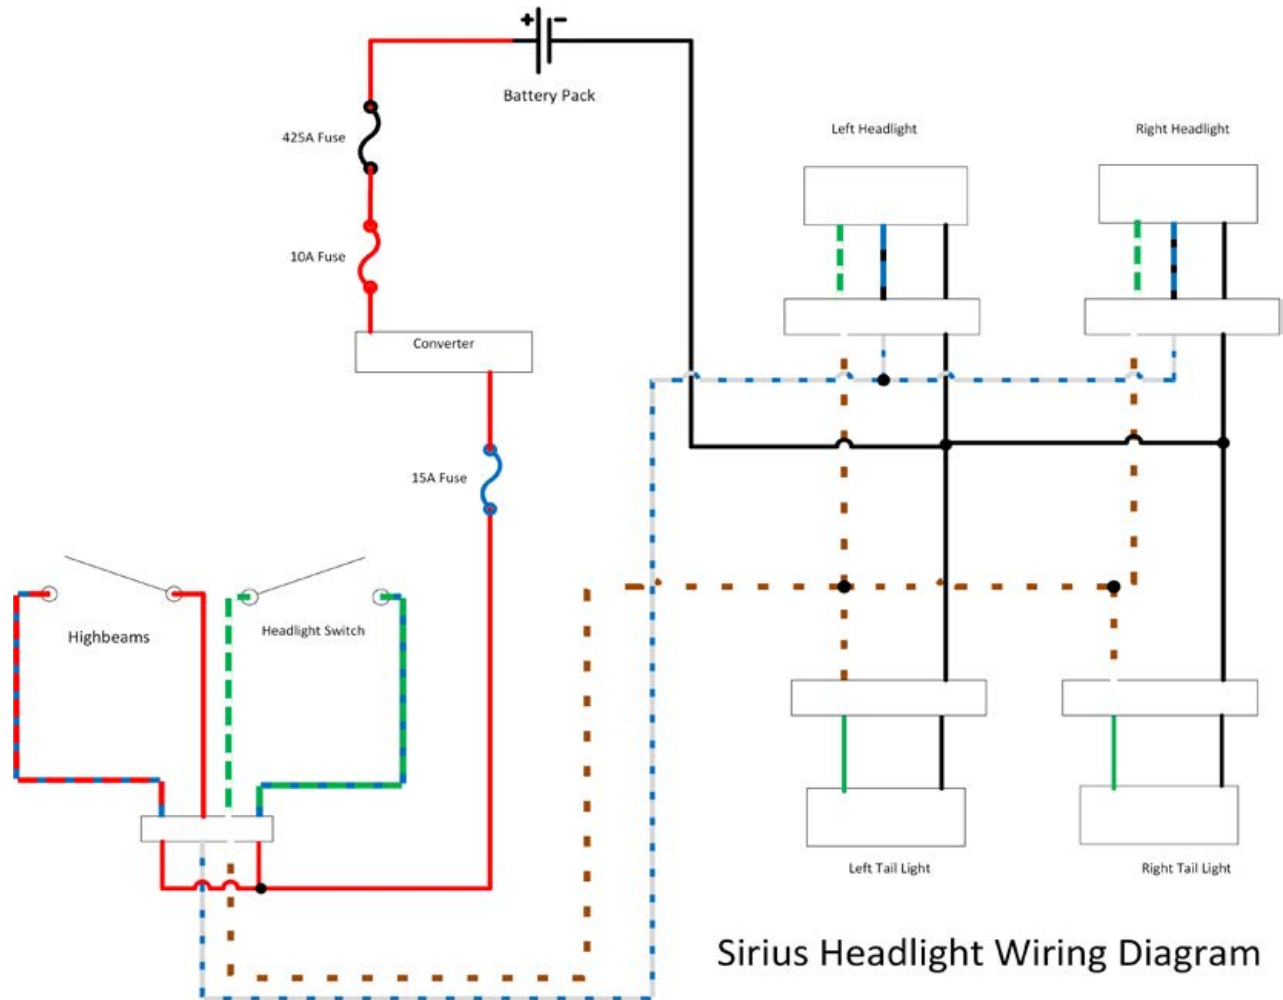 + -
Battery Pack
425A Fuse
Left Headlight
Right Headlight
10A Fuse
Converter
15A Fuse
Highbeams
Headlight Switch
Left Tail Light
Right Tail Light
Sirius Headlight Wiring Diagram